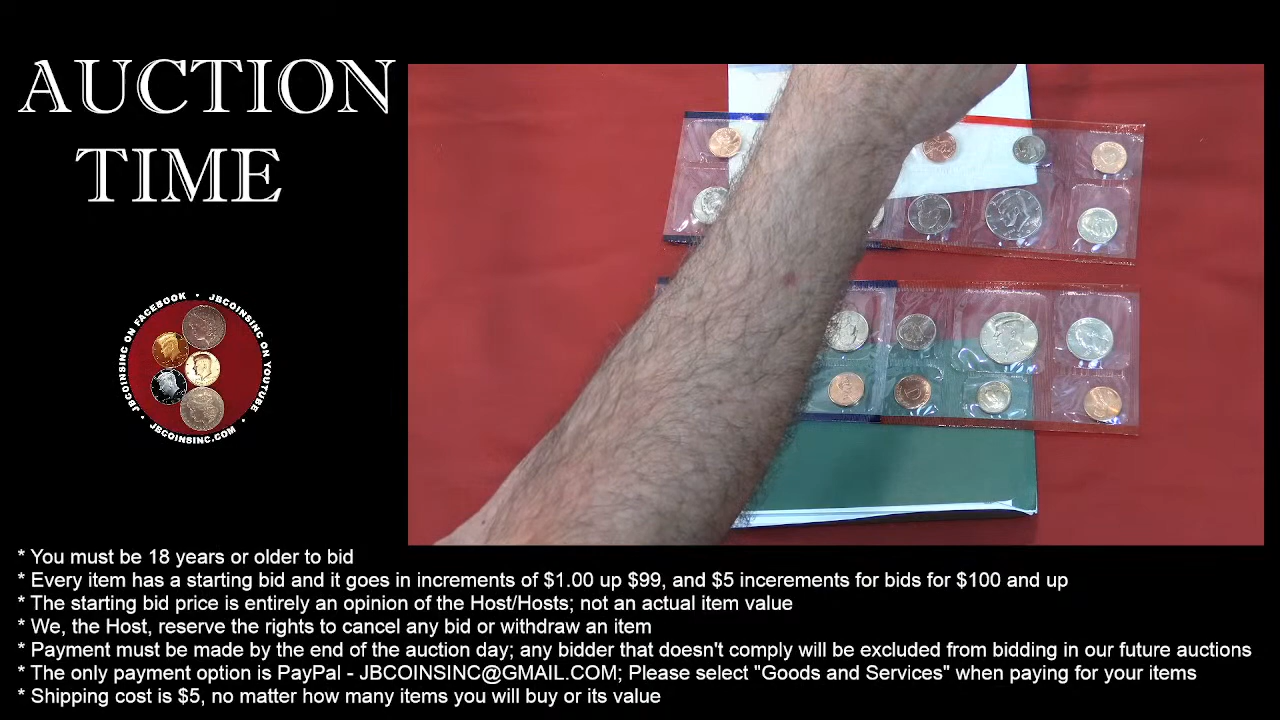 AUCTION
TIME
JBCOINSINC ON FACEBOOK • JBCOINSINC ON YOUTUBE • JBCOINSINC.COM •
* You must be 18 years or older to bid
* Every item has a starting bid and it goes in increments of $1.00 up $99, and $5 incerements for bids for $100 and up
* The starting bid price is entirely an opinion of the Host/Hosts; not an actual item value
* We, the Host, reserve the rights to cancel any bid or withdraw an item
* Payment must be made by the end of the auction day; any bidder that doesn't comply will be excluded from bidding in our future auctions
* The only payment option is PayPal - JBCOINSINC@GMAIL.COM; Please select "Goods and Services" when paying for your items
* Shipping cost is $5, no matter how many items you will buy or its value